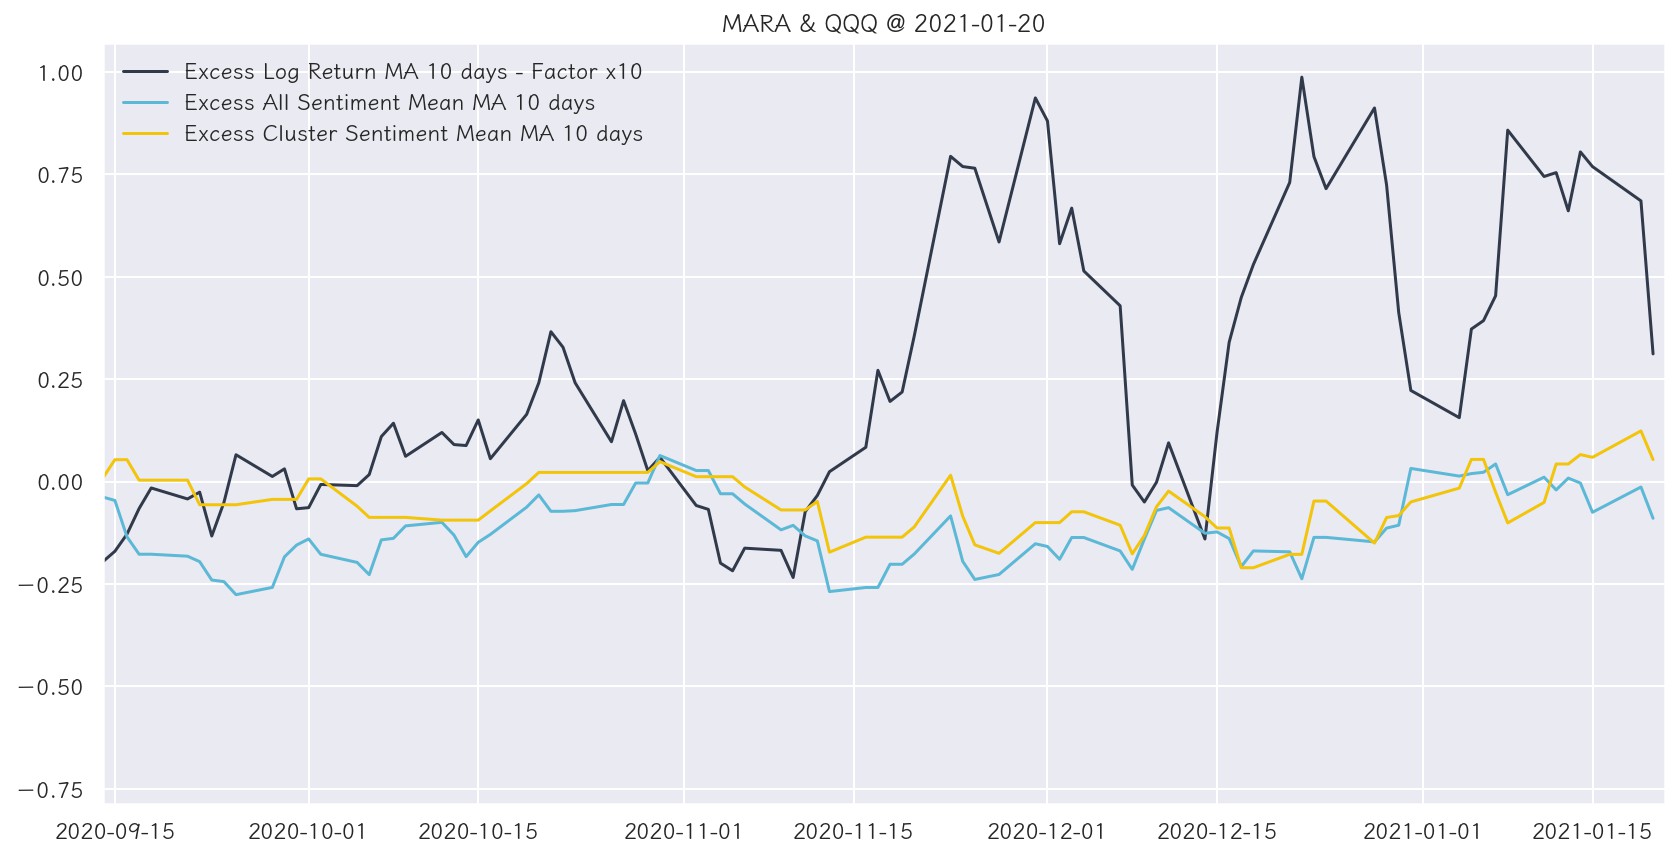 MARA & QQQ @ 2021-01-20
Excess Log Return MA 10 days - Factor x10
Excess All Sentiment Mean MA 10 days
Excess Cluster Sentiment Mean MA 10 days
1.00
0.75
0.50
0.25
0.00
−0.25
−0.50
−0.75
2020-09-15 2020-10-01 2020-10-15 2020-11-01 2020-11-15 2020-12-01 2020-12-15 2021-01-01 2021-01-15